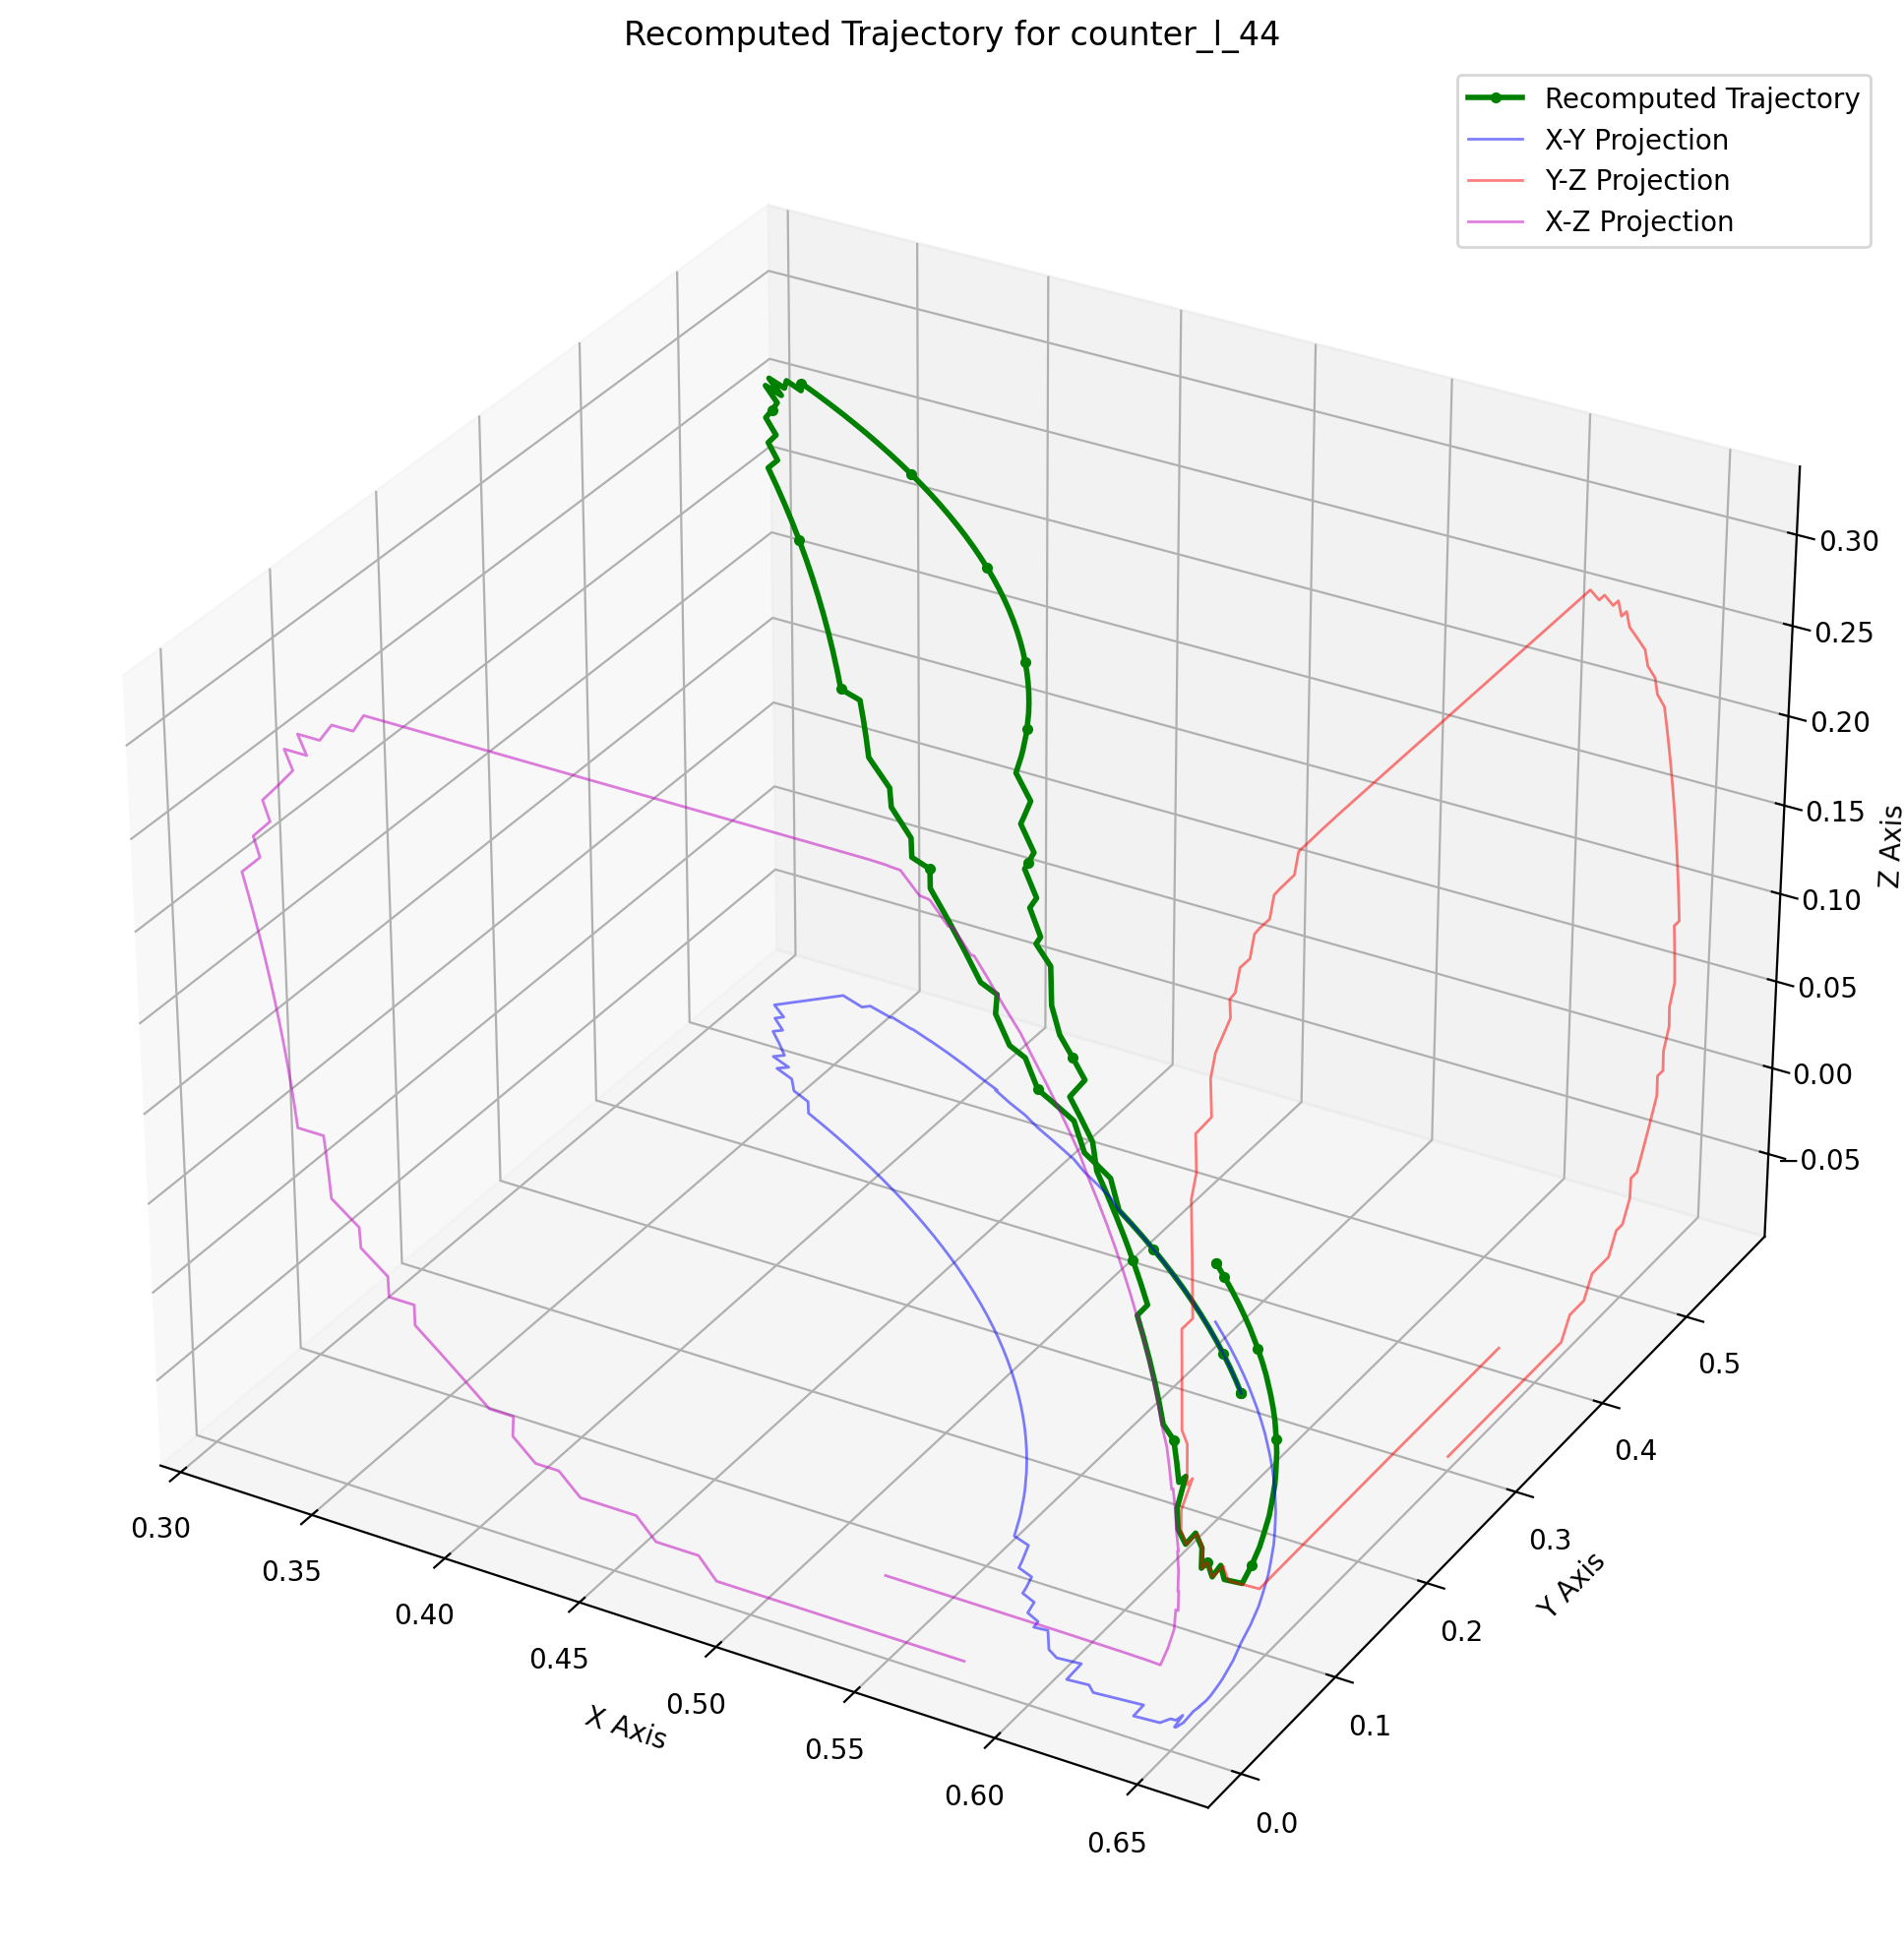 Recomputed Trajectory for counter_l_44
Recomputed Trajectory
X-Y Projection
Y-Z Projection
X-Z Projection
0.30
0.25
0.20
0.15
0.10
0.05
0.00
−0.05
Z Axis
0.5
0.4
0.3
0.2
0.1
0.0
Y Axis
0.30
0.35
0.40
0.45
0.50
0.55
0.60
0.65
X Axis